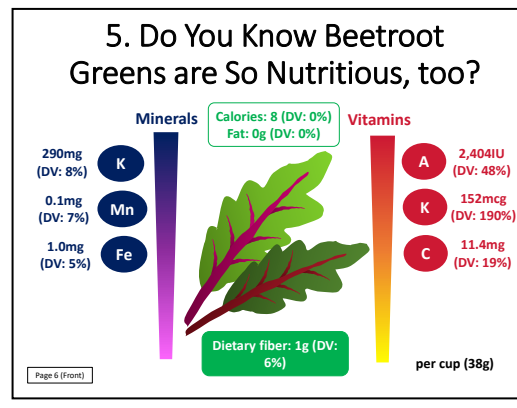 5. Do You Know Beetroot
Greens are So Nutritious, too?
Minerals
Calories: 8 (DV: 0%)
Fat: 0g (DV: 0%)
Vitamins
290mg
(DV: 8%)
K
0.1mg
(DV: 7%)
Mn
1.0mg
(DV: 5%)
Fe
A
2,404IU
(DV: 48%)
K
152mcg
(DV: 190%)
C
11.4mg
(DV: 19%)
Dietary fiber: 1g (DV:
6%)
per cup (38g)
Page 6 (Front)